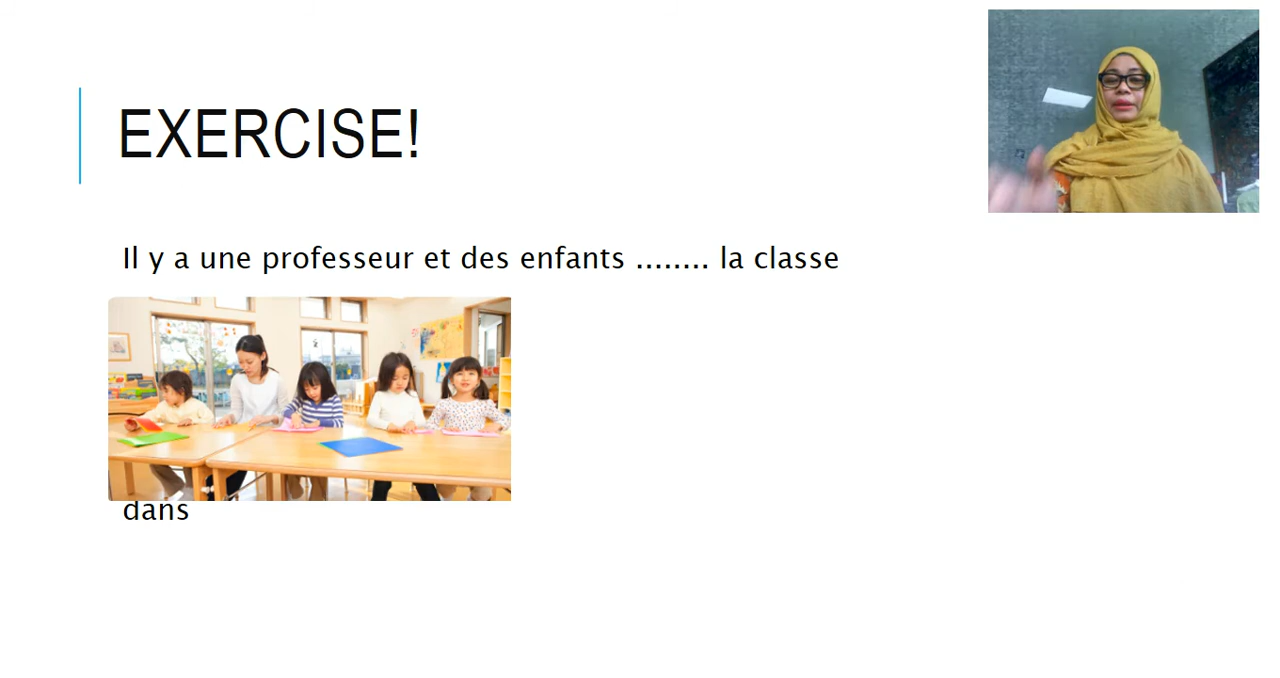 EXERCISE!
Il y a une professeur et des enfants ........ la classe
dans